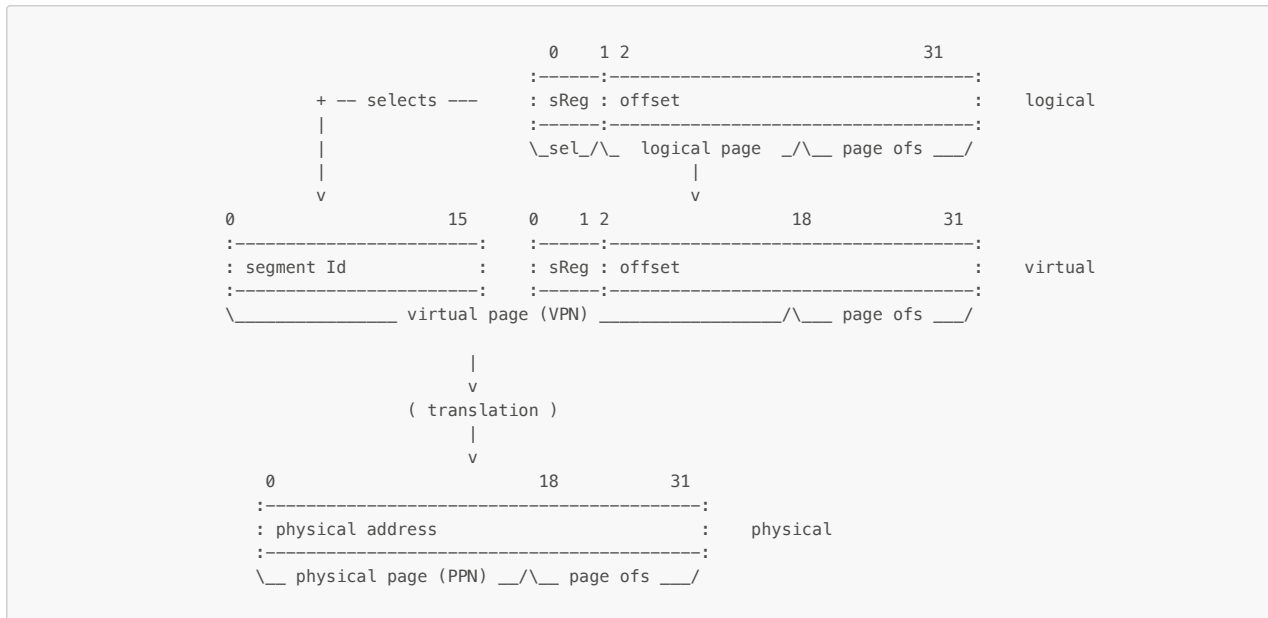 0    1 2                             31
                              :------:------------------------------------:
         + -- selects ---     : sReg : offset                             :    logical
         |                    :------:------------------------------------:
         |                    \_sel_/\_  logical page  _/\__ page ofs ___/
         |                                    |
         v                                    v
0                     15      0    1 2                  18             31
:------------------------:    :------:------------------------------------:
: segment Id             :    : sReg : offset                             :    virtual
:------------------------:    :------:------------------------------------:
\________________ virtual page (VPN) __________________/\___ page ofs ___/
                        |
                        v
                  ( translation )
                        |
                        v
    0                          18           31
   :-------------------------------------------:
   : physical address                          :    physical
   :-------------------------------------------:
   \__ physical page (PPN) __/\__ page ofs ___/